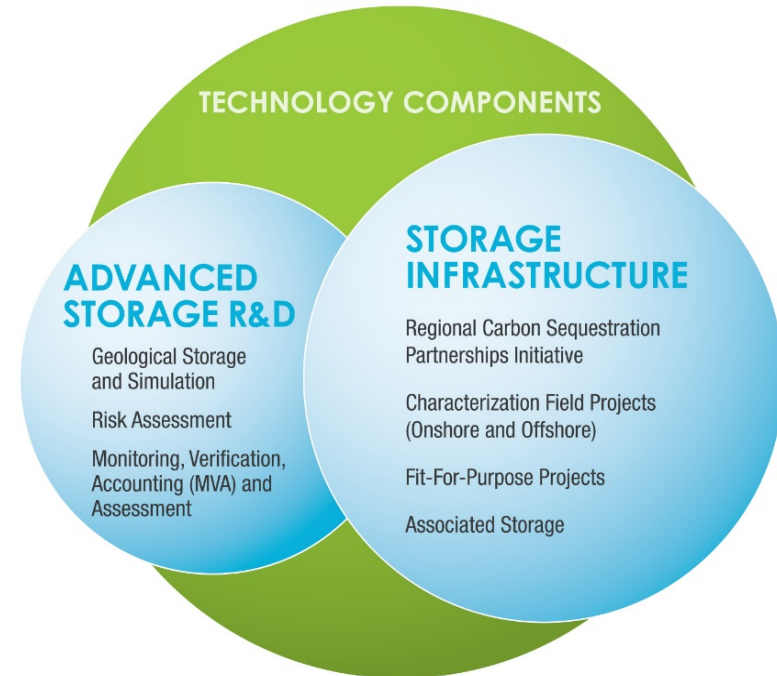 TECHNOLOGY COMPONENTS
ADVANCED
STORAGE R&D
Geological Storage
and Simulation
Risk Assessment
Monitoring, Verification,
Accounting (MVA) and
Assessment
STORAGE
INFRASTRUCTURE
Regional Carbon Sequestration
Partnerships Initiative
Characterization Field Projects
(Onshore and Offshore)
Fit-For-Purpose Projects
Associated Storage